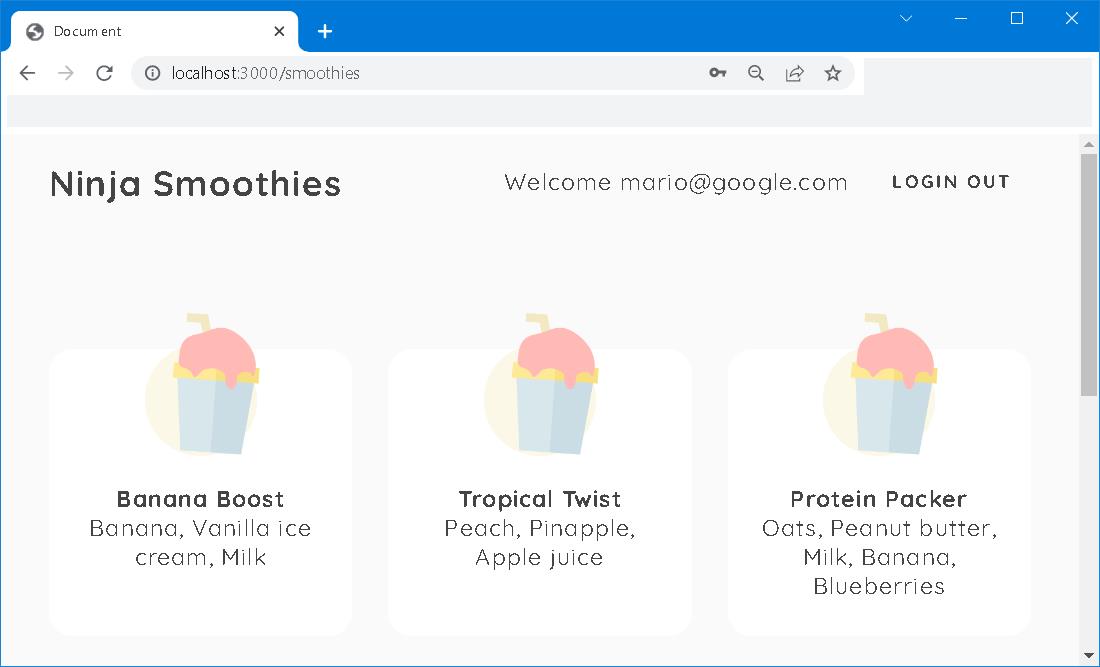 Document
localhost:3000/smoothies
Ninja Smoothies
Welcome mario@google.com
LOGIN OUT
Banana Boost
Banana, Vanilla ice
cream, Milk
Tropical Twist
Peach, Pinapple,
Apple juice
Protein Packer
Oats, Peanut butter,
Milk, Banana,
Blueberries